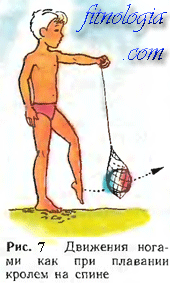 fitnologia
.com
Рис. 7 Движения нога-
ми как при плавании
кролем на спине